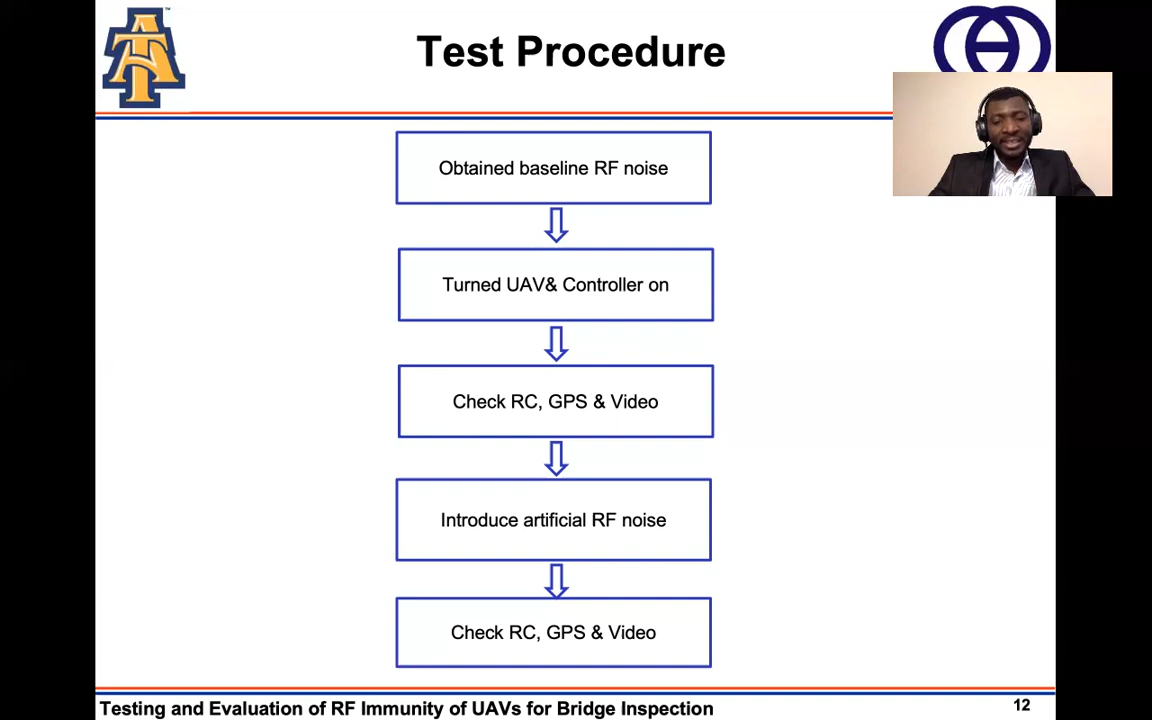 Test Procedure
Obtained baseline RF noise
Turned UAV& Controller on
Check RC, GPS & Video
Introduce artificial RF noise
Check RC, GPS & Video
Testing and Evaluation of RF Immunity of UAVs for Bridge Inspection
12